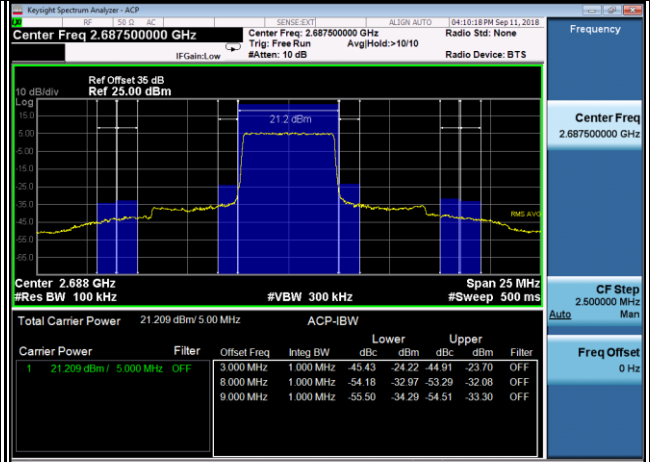 Keysight Spectrum Analyzer - ACP
RF 50 Ω AC SENSE:EXT ALIGN AUTO 04:10:18 PM Sep 11, 2018
Center Freq 2.687500000 GHz
Center Freq: 2.687500000 GHz Radio Std: None
Trig: Free Run Avg|Hold:>10/10
IFGain:Low #Atten: 10 dB Radio Device: BTS
Frequency
Ref Offset 35 dB
10 dB/div Ref 25.00 dBm
Log
15.0
21.2 dBm
5.00
-5.00
-15.0
-25.0
-35.0
RMS AVG
-45.0
-55.0
-65.0
Center 2.688 GHz Span 25 MHz
#Res BW 100 kHz #VBW 300 kHz #Sweep 500 ms
Center Freq
2.687500000 GHz
CF Step
2.500000 MHz
Auto Man
Freq Offset
0 Hz
Total Carrier Power 21.209 dBm/ 5.00 MHz ACP-IBW
Lower Upper
Carrier Power Filter Offset Freq Integ BW dBc dBm dBc dBm Filter
1 21.209 dBm / 5.000 MHz OFF 3.000 MHz 1.000 MHz -45.43 -24.22 -44.91 -23.70 OFF
8.000 MHz 1.000 MHz -54.18 -32.97 -53.29 -32.08 OFF
9.000 MHz 1.000 MHz -55.50 -34.29 -54.51 -33.30 OFF